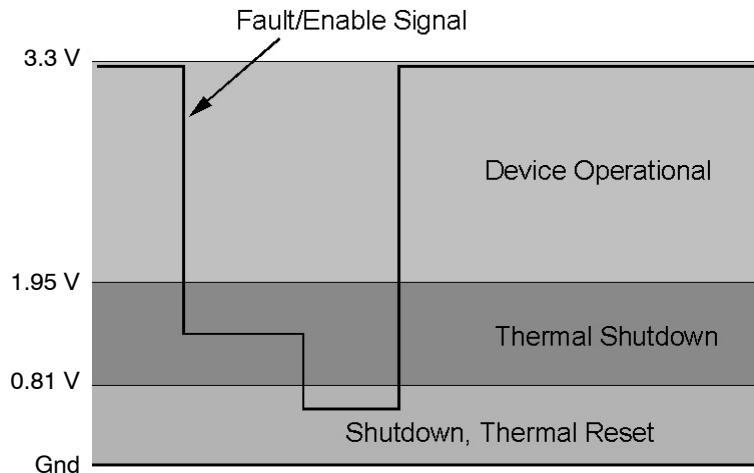 Fault/Enable Signal
3.3 V
Device Operational
1.95 V
Thermal Shutdown
0.81 V
Shutdown, Thermal Reset
Gnd